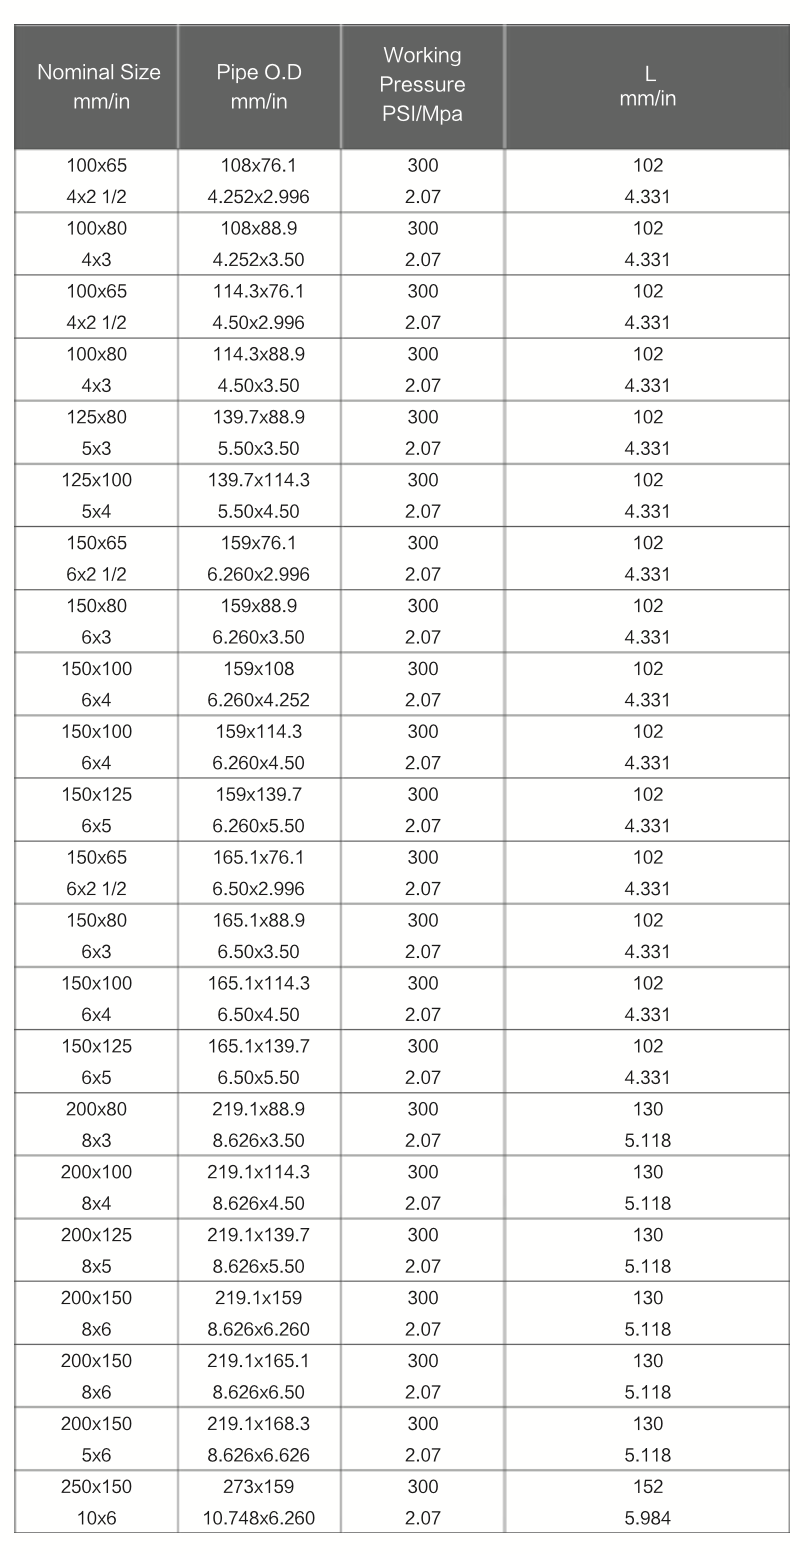 Nominal Size
mm/in
Pipe O.D
mm/in
Working
Pressure
PSI/Mpa
L
mm/in
100x65 108x76.1 300 102
4x2 1/2 4.252x2.996 2.07 4.331
100x80 108x88.9 300 102
4x3 4.252x3.50 2.07 4.331
100x65 114.3x76.1 300 102
4x2 1/2 4.50x2.996 2.07 4.331
100x80 114.3x88.9 300 102
4x3 4.50x3.50 2.07 4.331
125x80 139.7x88.9 300 102
5x3 5.50x3.50 2.07 4.331
125x100 139.7x114.3 300 102
5x4 5.50x4.50 2.07 4.331
150x65 159x76.1 300 102
6x2 1/2 6.260x2.996 2.07 4.331
150x80 159x88.9 300 102
6x3 6.260x3.50 2.07 4.331
150x100 159x108 300 102
6x4 6.260x4.252 2.07 4.331
150x100 159x114.3 300 102
6x4 6.260x4.50 2.07 4.331
150x125 159x139.7 300 102
6x5 6.260x5.50 2.07 4.331
150x65 165.1x76.1 300 102
6x2 1/2 6.50x2.996 2.07 4.331
150x80 165.1x88.9 300 102
6x3 6.50x3.50 2.07 4.331
150x100 165.1x114.3 300 102
6x4 6.50x4.50 2.07 4.331
150x125 165.1x139.7 300 102
6x5 6.50x5.50 2.07 4.331
200x80 219.1x88.9 300 130
8x3 8.626x3.50 2.07 5.118
200x100 219.1x114.3 300 130
8x4 8.626x4.50 2.07 5.118
200x125 219.1x139.7 300 130
8x5 8.626x5.50 2.07 5.118
200x150 219.1x159 300 130
8x6 8.626x6.260 2.07 5.118
200x150 219.1x165.1 300 130
8x6 8.626x6.50 2.07 5.118
200x150 219.1x168.3 300 130
5x6 8.626x6.626 2.07 5.118
250x150 273x159 300 152
10x6 10.748x6.260 2.07 5.984